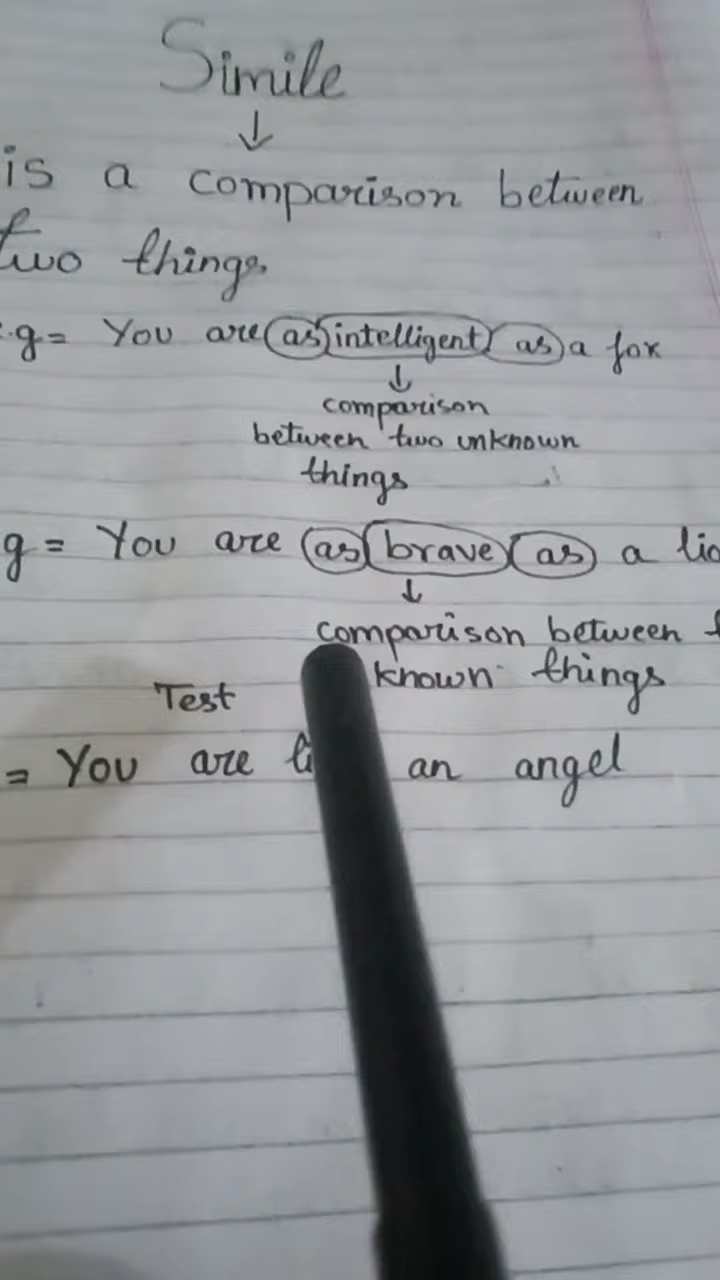 Simile
↓
is a comparison between
two things.
.g= You are as intelligent as a fox
↓
comparison
between two unknown
things
g = You are as brave as a
↓
comparison between
known things
Test
= You are an angel